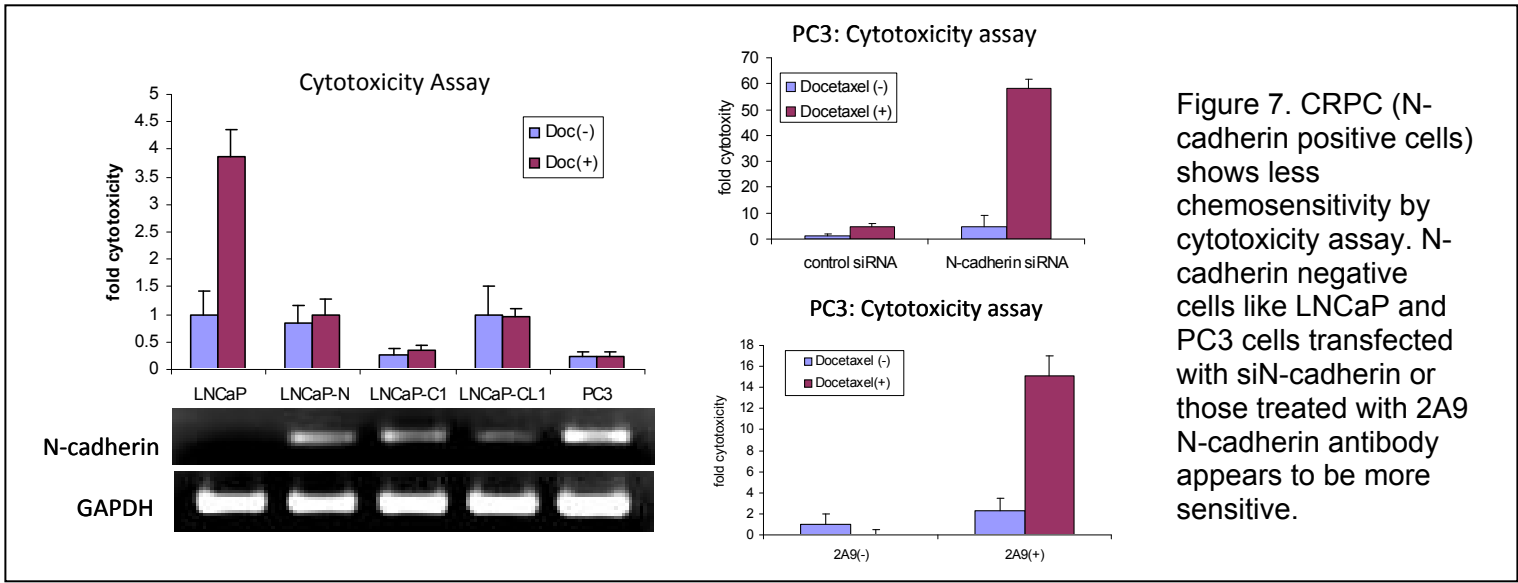 Cytotoxicity Assay
fold cytotoxicity
5
4.5
4
3.5
3
2.5
2
1.5
1
0.5
0
Doc(-)
Doc(+)
LNCaP LNCaP-N LNCaP-C1 LNCaP-CL1 PC3
N-cadherin
GAPDH
PC3: Cytotoxicity assay
fold cytotoxity
70
60
50
40
30
20
10
0
Docetaxel (-)
Docetaxel (+)
control siRNA N-cadherin siRNA
PC3: Cytotoxicity assay
fold cytotoxicity
18
16
14
12
10
8
6
4
2
0
Docetaxel (-)
Docetaxel(+)
2A9(-) 2A9(+)
Figure 7. CRPC (N-
cadherin positive cells)
shows less
chemosensitivity by
cytotoxicity assay. N-
cadherin negative
cells like LNCaP and
PC3 cells transfected
with siN-cadherin or
those treated with 2A9
N-cadherin antibody
appears to be more
sensitive.